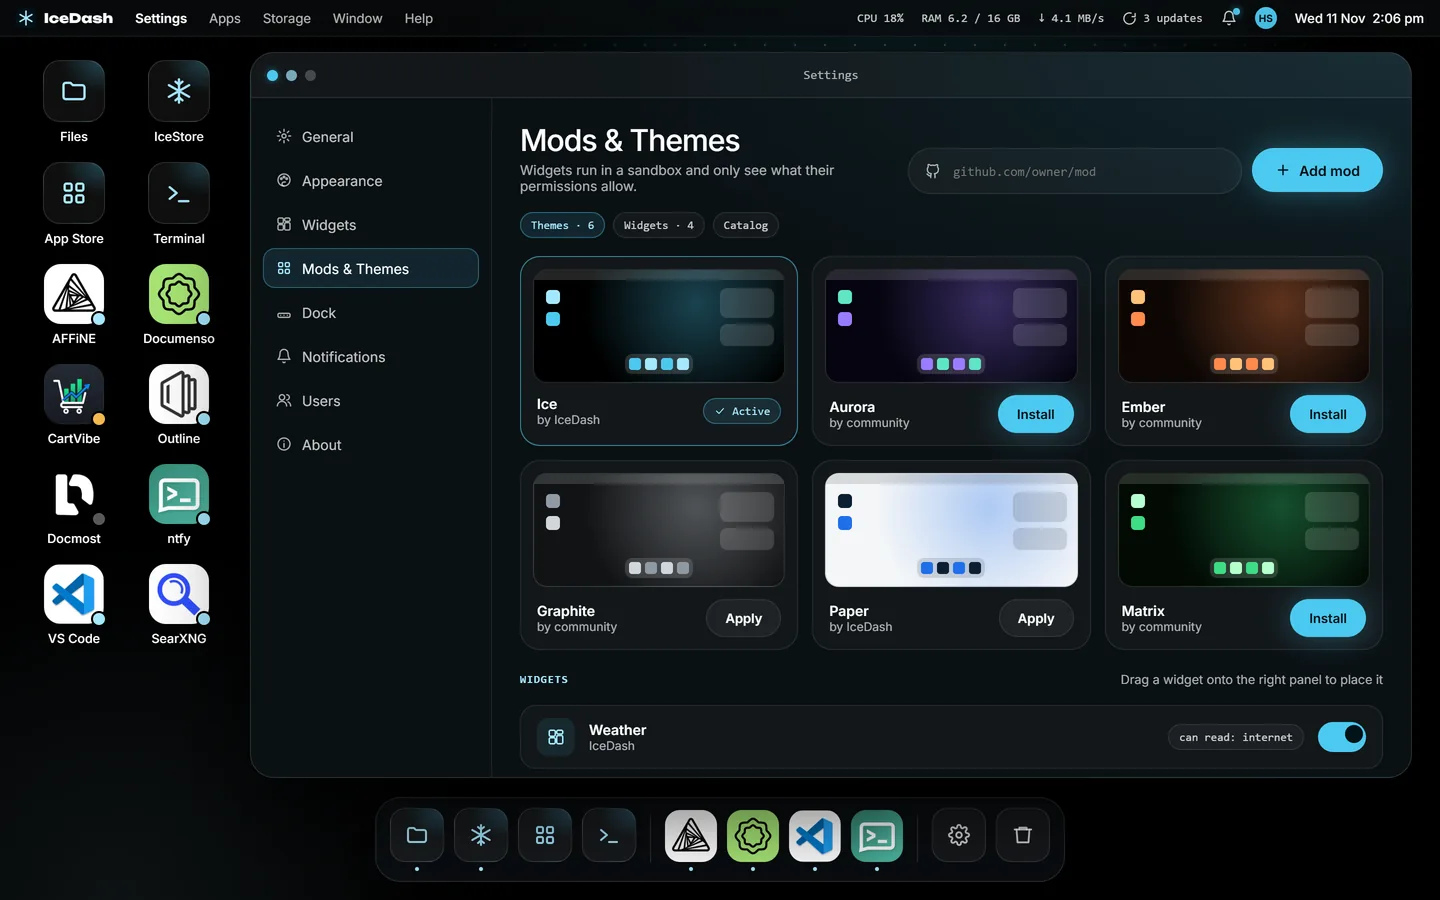 IceDash Settings Apps Storage Window Help CPU 18% RAM 6.2 / 16 GB ↓ 4.1 MB/s 3 updates HS Wed 11 Nov 2:06 pm
Files
IceStore
App Store
Terminal
AFFiNE
Documenso
CartVibe
Outline
Docmost
ntfy
VS Code
SearXNG
Settings
General
Appearance
Widgets
Mods & Themes
Dock
Notifications
Users
About
Mods & Themes
Widgets run in a sandbox and only see what their
permissions allow.
github.com/owner/mod
+ Add mod
Themes · 6
Widgets · 4
Catalog
Ice
by IceDash
✓ Active
Aurora
by community
Install
Ember
by community
Install
Graphite
by community
Apply
Paper
by IceDash
Apply
Matrix
by community
Install
WIDGETS
Drag a widget onto the right panel to place it
Weather
IceDash
can read: internet